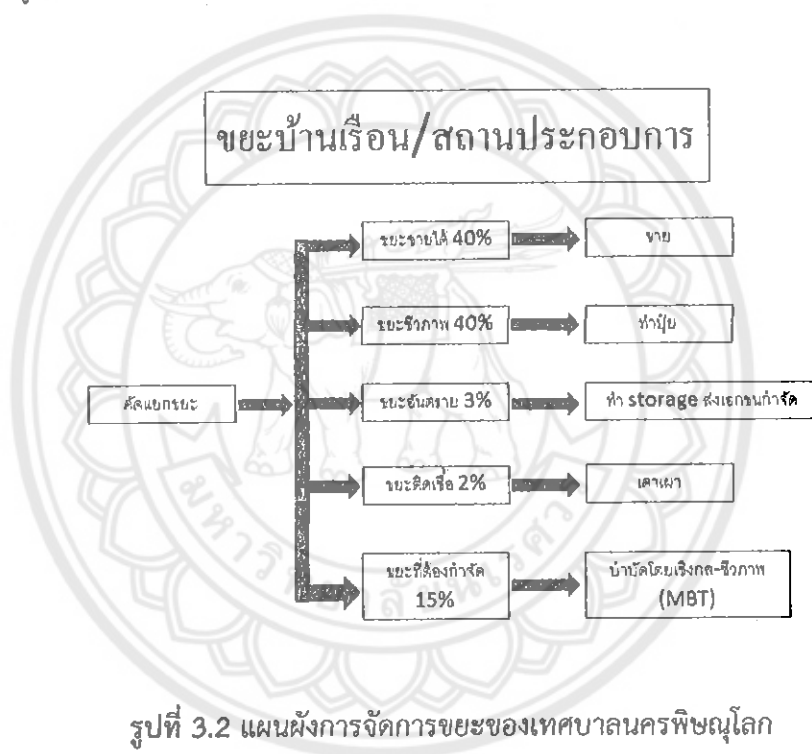 ขยะบ้านเรือน/สถานประกอบการ
ขยะขายได้ 40%
ขาย
ขยะชีวภาพ 40%
ทำปุ๋ย
คัดแยกขยะ
ขยะอันตราย 3%
ทำ storage ส่งเอกชนกำจัด
ขยะติดเชื้อ 2%
เตาเผา
ขยะที่ต้องกำจัด
15%
บำบัดโดยเชิงกล-ชีวภาพ
(MBT)
รูปที่ 3.2 แผนผังการจัดการขยะของเทศบาลนครพิษณุโลก